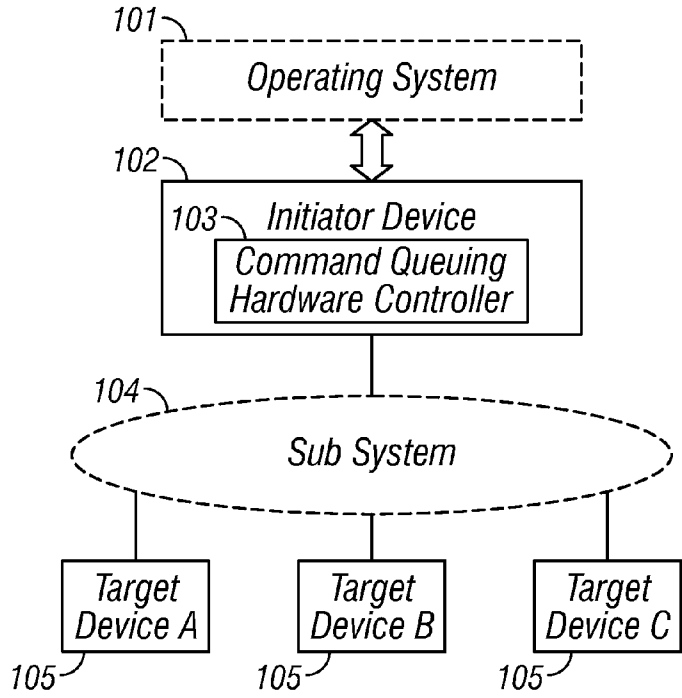 101
Operating System
102
Initiator Device
103
Command Queuing
Hardware Controller
104
Sub System
Target
Device A
Target
Device B
Target
Device C
105
105
105